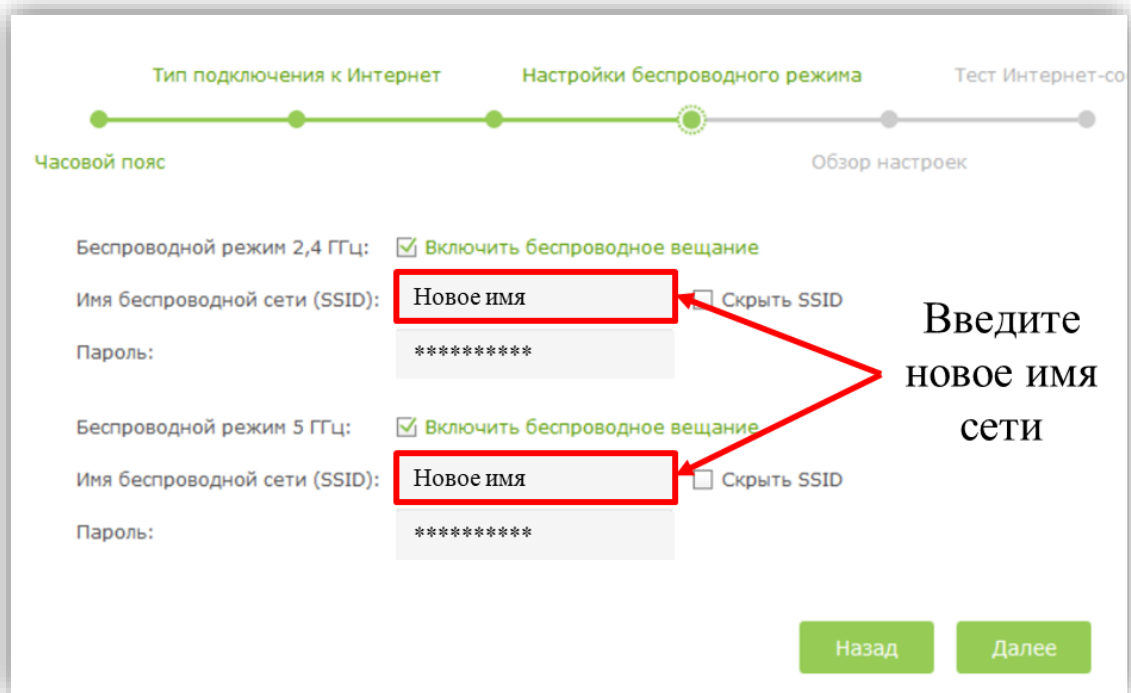 Тип подключения к Интернет
Настройки беспроводного режима
Тест Интернет-со
Часовой пояс
Обзор настроек
Беспроводной режим 2,4 ГГц:
Включить беспроводное вещание
Имя беспроводной сети (SSID):
Новое имя
Скрыть SSID
Пароль:
**********
Беспроводной режим 5 ГГц:
Включить беспроводное вещание
Имя беспроводной сети (SSID):
Новое имя
Скрыть SSID
Пароль:
**********
Введите
новое имя
сети
Назад
Далее